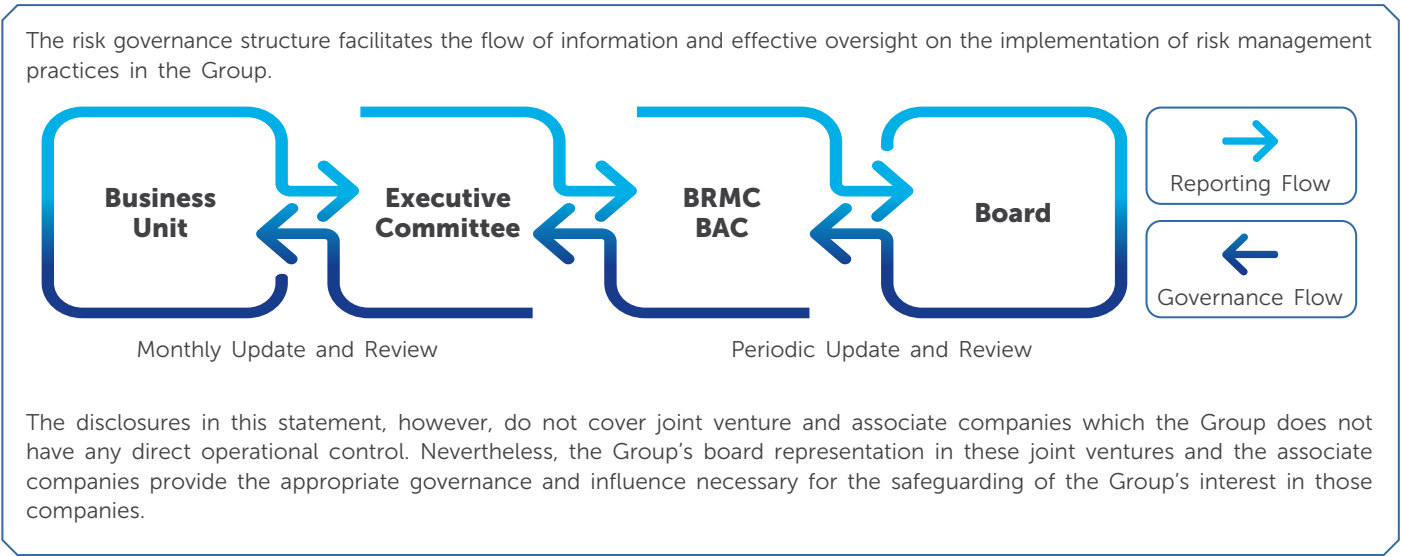 The risk governance structure facilitates the flow of information and effective oversight on the implementation of risk management
practices in the Group.
Business
Unit
Executive
Committee
BRMC
BAC
Board
Reporting Flow
Governance Flow
Monthly Update and Review
Periodic Update and Review
The disclosures in this statement, however, do not cover joint venture and associate companies which the Group does not
have any direct operational control. Nevertheless, the Group’s board representation in these joint ventures and the associate
companies provide the appropriate governance and influence necessary for the safeguarding of the Group’s interest in those
companies.